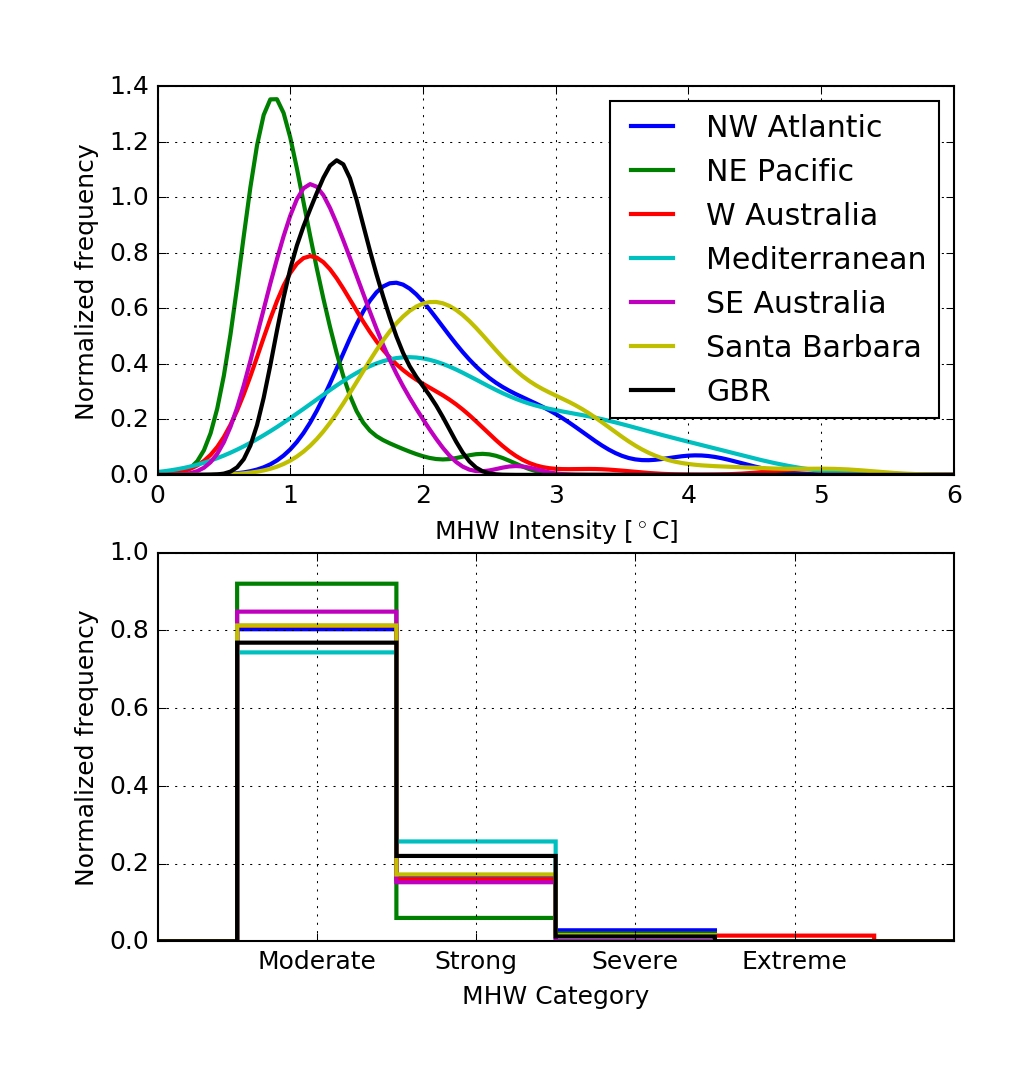 1.4
1.2
1.0
0.8
0.6
0.4
0.2
0.0
Normalized frequency
NW Atlantic
NE Pacific
W Australia
Mediterranean
SE Australia
Santa Barbara
GBR
0 1 2 3 4 5 6
MHW Intensity [°C]
1.0
0.8
0.6
0.4
0.2
0.0
Normalized frequency
Moderate Strong Severe Extreme
MHW Category